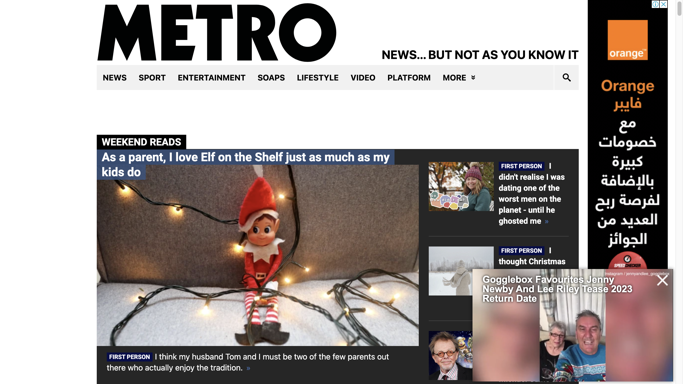 METRO
NEWS... BUT NOT AS YOU KNOW IT
NEWS SPORT ENTERTAINMENT SOAPS LIFESTYLE VIDEO PLATFORM MORE
WEEKEND READS
As a parent, I love Elf on the Shelf just as much as my
kids do
FIRST PERSON I think my husband Tom and I must be two of the few parents out
there who actually enjoy the tradition. »
FIRST PERSON I
didn't realise I was
dating one of the
worst men on the
planet - until he
ghosted me »
FIRST PERSON I
thought Christmas
Gogglebox Favourites Jenny
Newby And Lee Riley Tease 2023
Return Date
orange
Orange
فايبر
مع
خصومات
كبيرة
بالإضافة
لفرصة ربح
العديد من
الجوائز